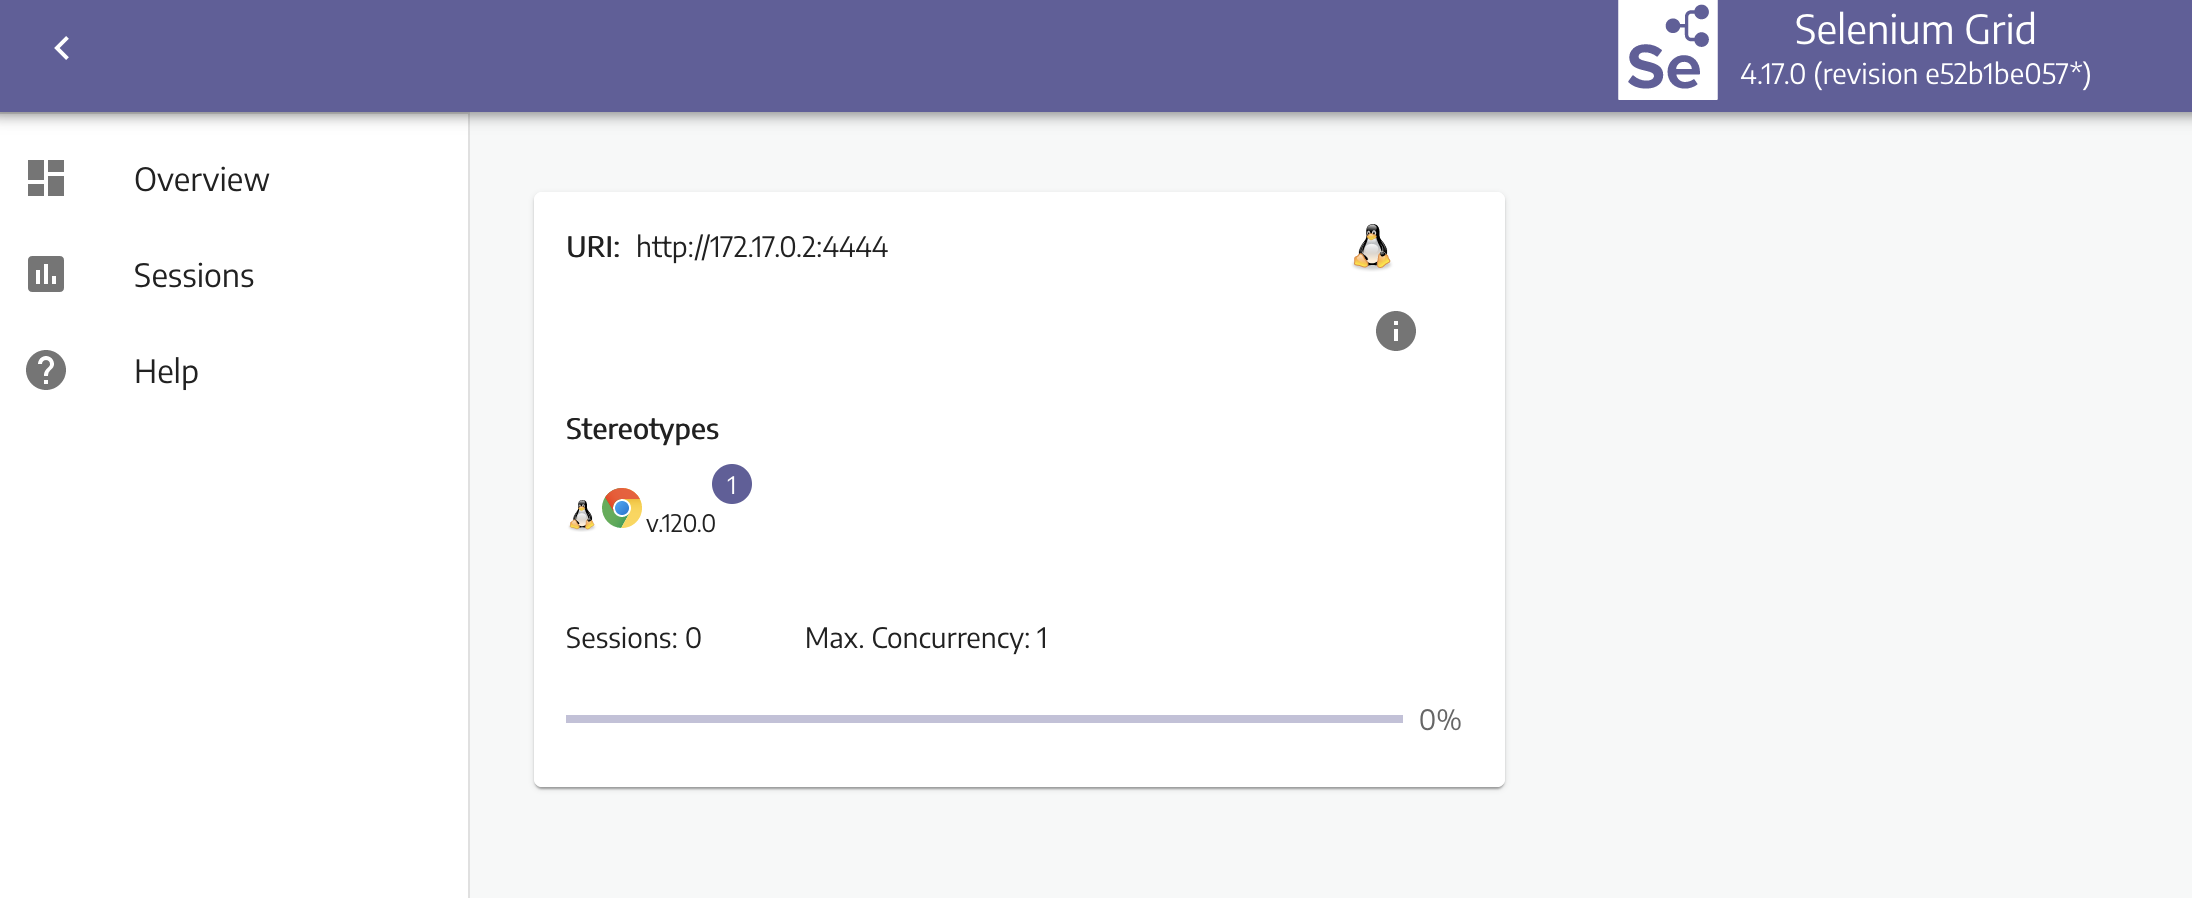 Se
Selenium Grid
4.17.0 (revision e52b1be057*)
Overview
Sessions
Help
URI: http://172.17.0.2:4444
Stereotypes
1
v.120.0
Sessions: 0 Max. Concurrency: 1
0%